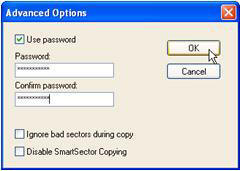 Advanced Options
Use password
OK
Password:
***********
Cancel
Confirm password:
***********
Ignore bad sectors during copy
Disable SmartSector Copying